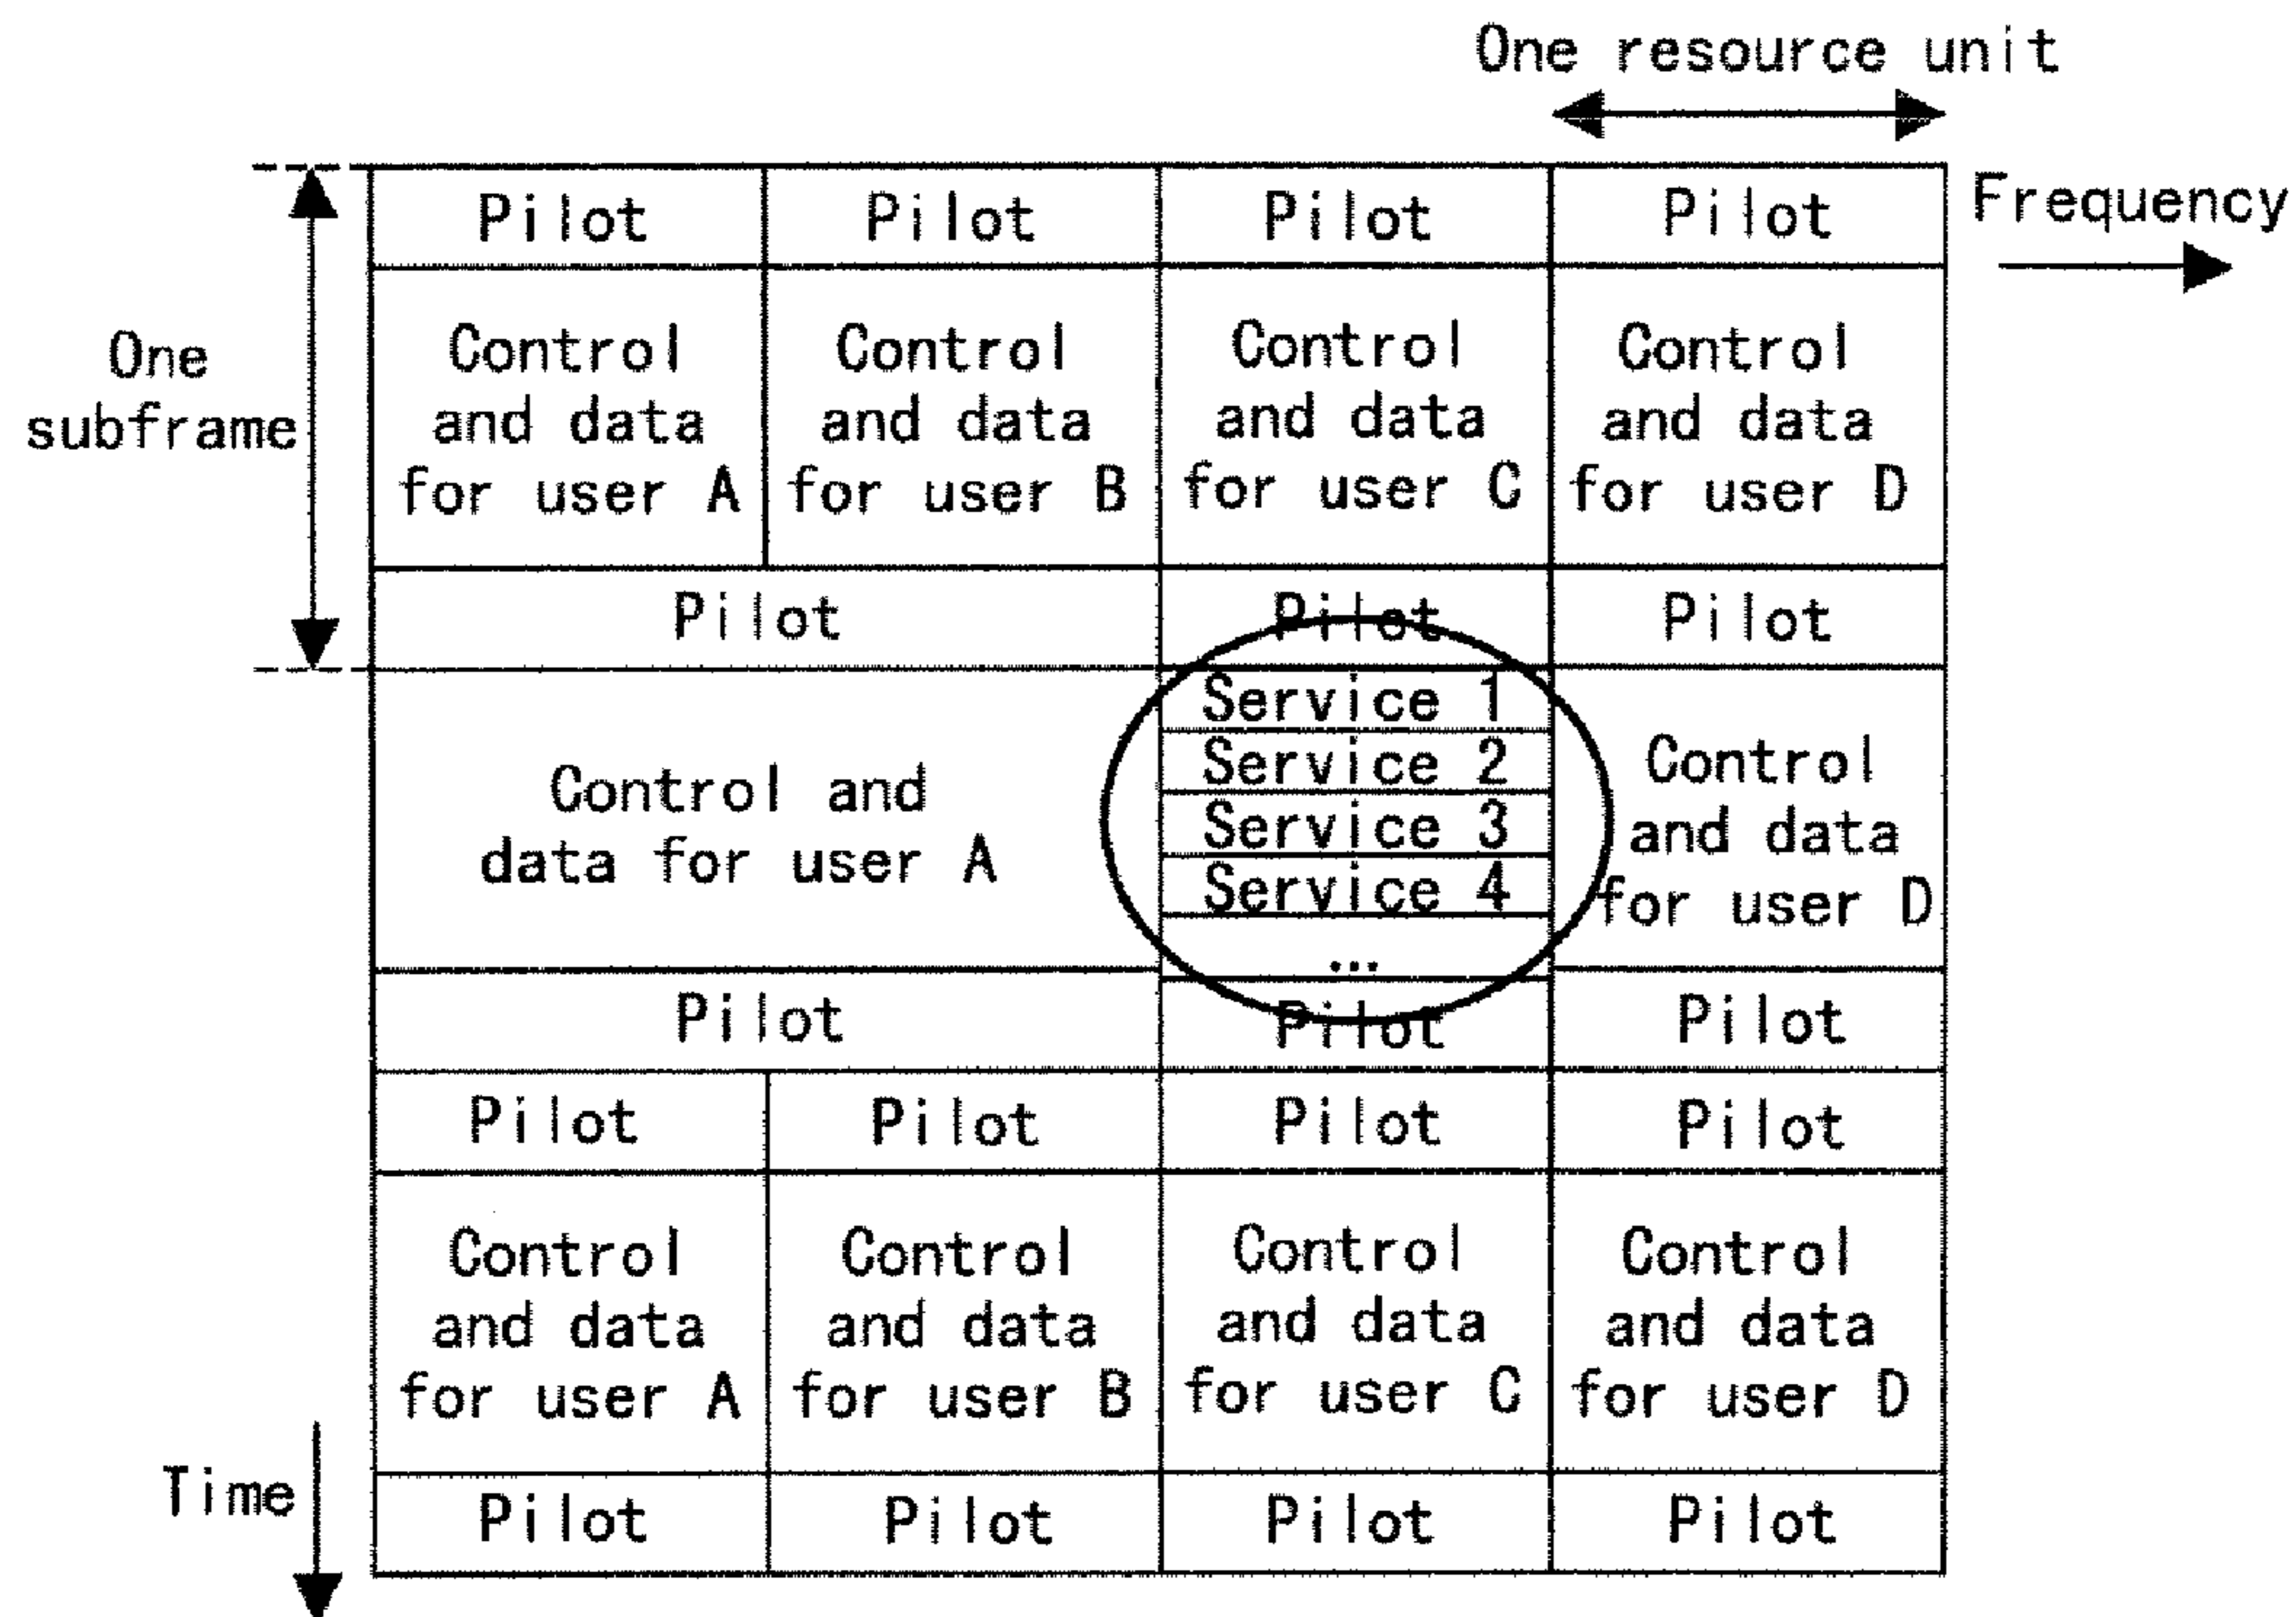 One resource unit
Frequency
Pilot Pilot Pilot Pilot
One
subframe
Control
and data
for user A
Control
and data
for user B
Control
and data
for user C
Control
and data
for user D
Pilot Pilot Pilot
Control and
data for user A
Service 1
Service 2
Service 3
Service 4
...
Control
and data
for user D
Pilot Pilot Pilot
Pilot Pilot Pilot Pilot
Control
and data
for user A
Control
and data
for user B
Control
and data
for user C
Control
and data
for user D
Time
Pilot Pilot Pilot Pilot